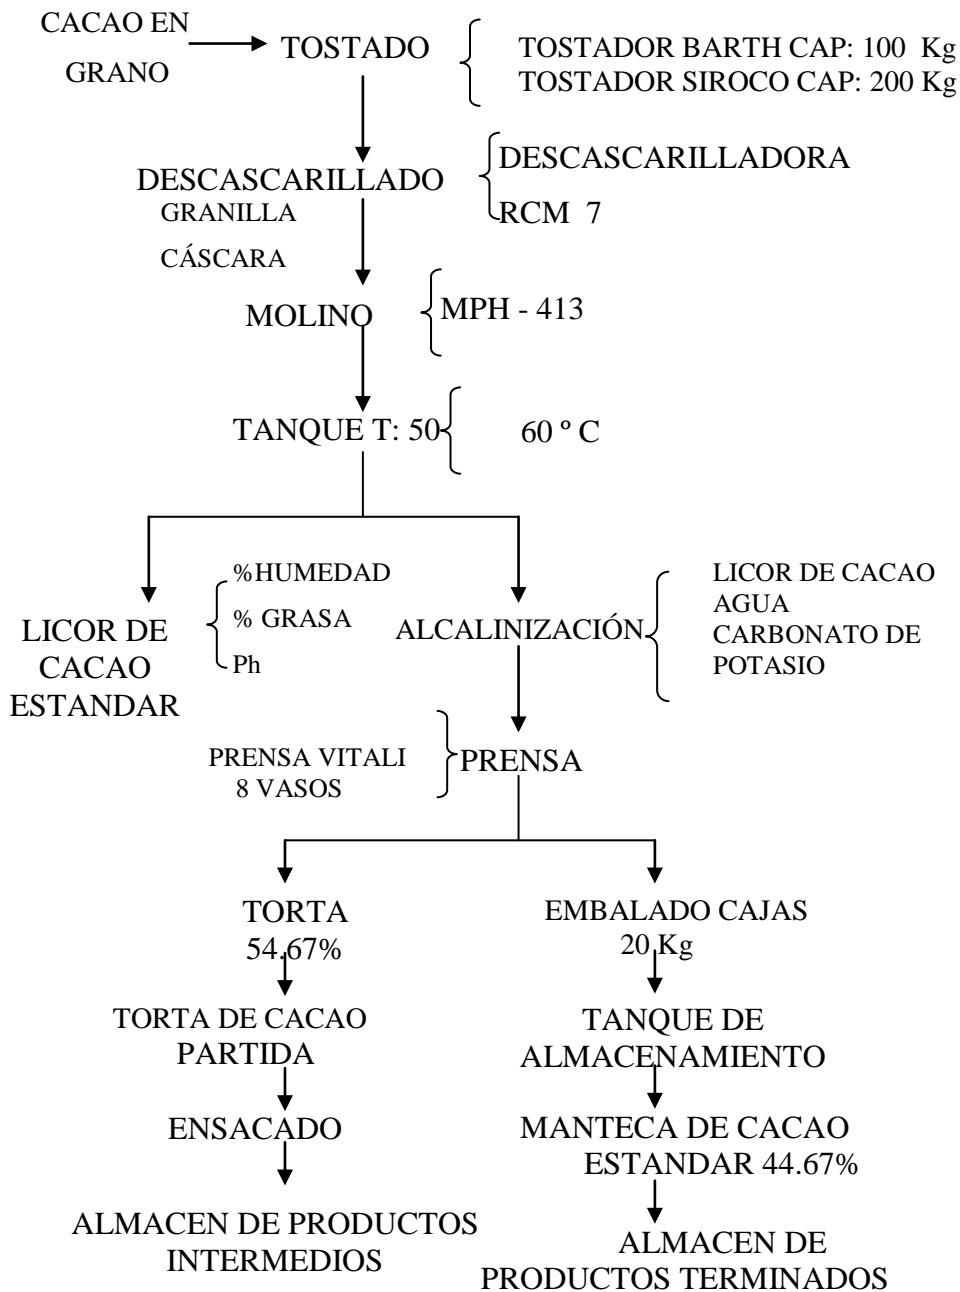 CACAO EN
GRANO
TOSTADO
TOSTADOR BARTH CAP: 100 Kg
TOSTADOR SIROCO CAP: 200 Kg
DESCASCARILLADO
GRANILLA
CÁSCARA
DESCASCARILLADORA
RCM 7
MOLINO
MPH - 413
TANQUE T: 50
60 º C
LICOR DE
CACAO
ESTANDAR
%HUMEDAD
% GRASA
Ph
ALCALINIZACIÓN
LICOR DE CACAO
AGUA
CARBONATO DE
POTASIO
PRENSA VITALI
8 VASOS
PRENSA
TORTA
54.67%
TORTA DE CACAO
PARTIDA
ENSACADO
ALMACEN DE PRODUCTOS
INTERMEDIOS
EMBALADO CAJAS
20 Kg
TANQUE DE
ALMACENAMIENTO
MANTECA DE CACAO
ESTANDAR 44.67%
ALMACEN DE
PRODUCTOS TERMINADOS